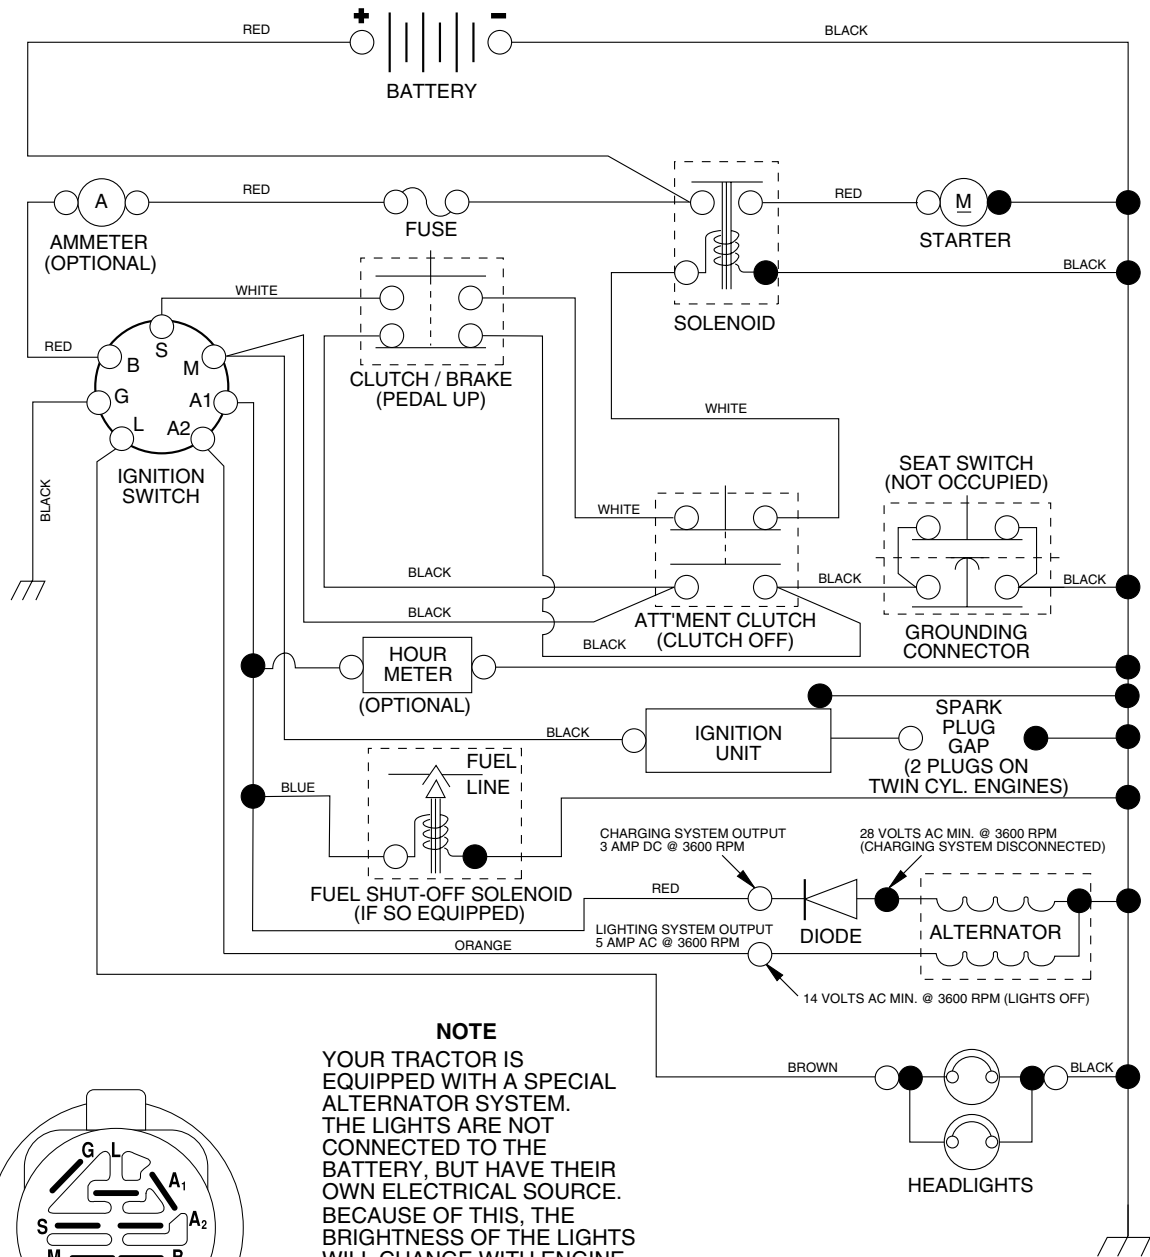 +
-
RED
BLACK
BATTERY
A
RED
RED
M
AMMETER
(OPTIONAL)
FUSE
STARTER
BLACK
SOLENOID
WHITE
RED
S
B
M
G
A1
L
A2
CLUTCH / BRAKE
(PEDAL UP)
WHITE
IGNITION
SWITCH
BLACK
SEAT SWITCH
(NOT OCCUPIED)
WHITE
BLACK
BLACK
BLACK
BLACK
ATT'MENT CLUTCH
(CLUTCH OFF)
BLACK
GROUNDING
CONNECTOR
HOUR
METER
(OPTIONAL)
BLACK
IGNITION
UNIT
SPARK
PLUG
GAP
(2 PLUGS ON
TWIN CYL. ENGINES)
FUEL
LINE
BLUE
FUEL SHUT-OFF SOLENOID
(IF SO EQUIPPED)
CHARGING SYSTEM OUTPUT
3 AMP DC @ 3600 RPM
28 VOLTS AC MIN. @ 3600 RPM
(CHARGING SYSTEM DISCONNECTED)
RED
DIODE
ALTERNATOR
LIGHTING SYSTEM OUTPUT
5 AMP AC @ 3600 RPM
ORANGE
14 VOLTS AC MIN. @ 3600 RPM (LIGHTS OFF)
NOTE
YOUR TRACTOR IS
EQUIPPED WITH A SPECIAL
ALTERNATOR SYSTEM.
THE LIGHTS ARE NOT
CONNECTED TO THE
BATTERY, BUT HAVE THEIR
OWN ELECTRICAL SOURCE.
BECAUSE OF THIS, THE
BRIGHTNESS OF THE LIGHTS
WILL CHANGE WITH ENGINE
BROWN
BLACK
HEADLIGHTS
G
L
A1
S
A2
M
B